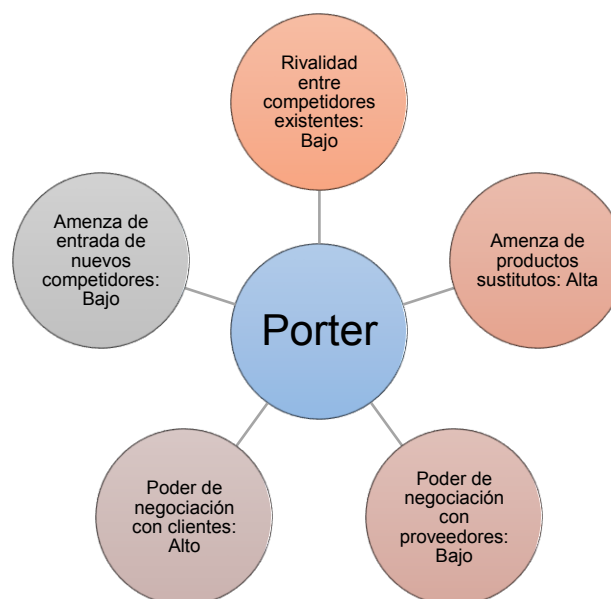 Rivalidad
entre
competidores
existentes:
Bajo
Amenza de
entrada de
nuevos
competidores:
Bajo
Amenza de
productos
sustitutos: Alta
Porter
Poder de
negociación
con clientes:
Alto
Poder de
negociación
con
proveedores:
Bajo